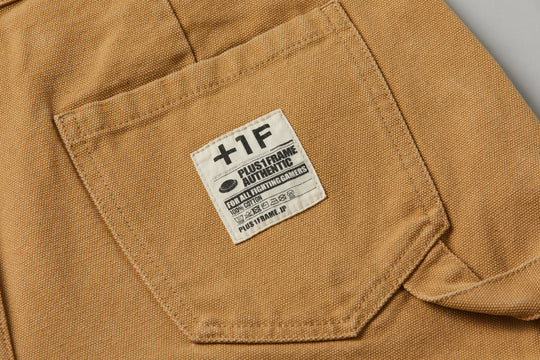 +1F
PLUS1FRAME
AUTHENTIC
FOR ALL FIGHTING GAMERS
100% COTTON
PLUS1FRAME.JP